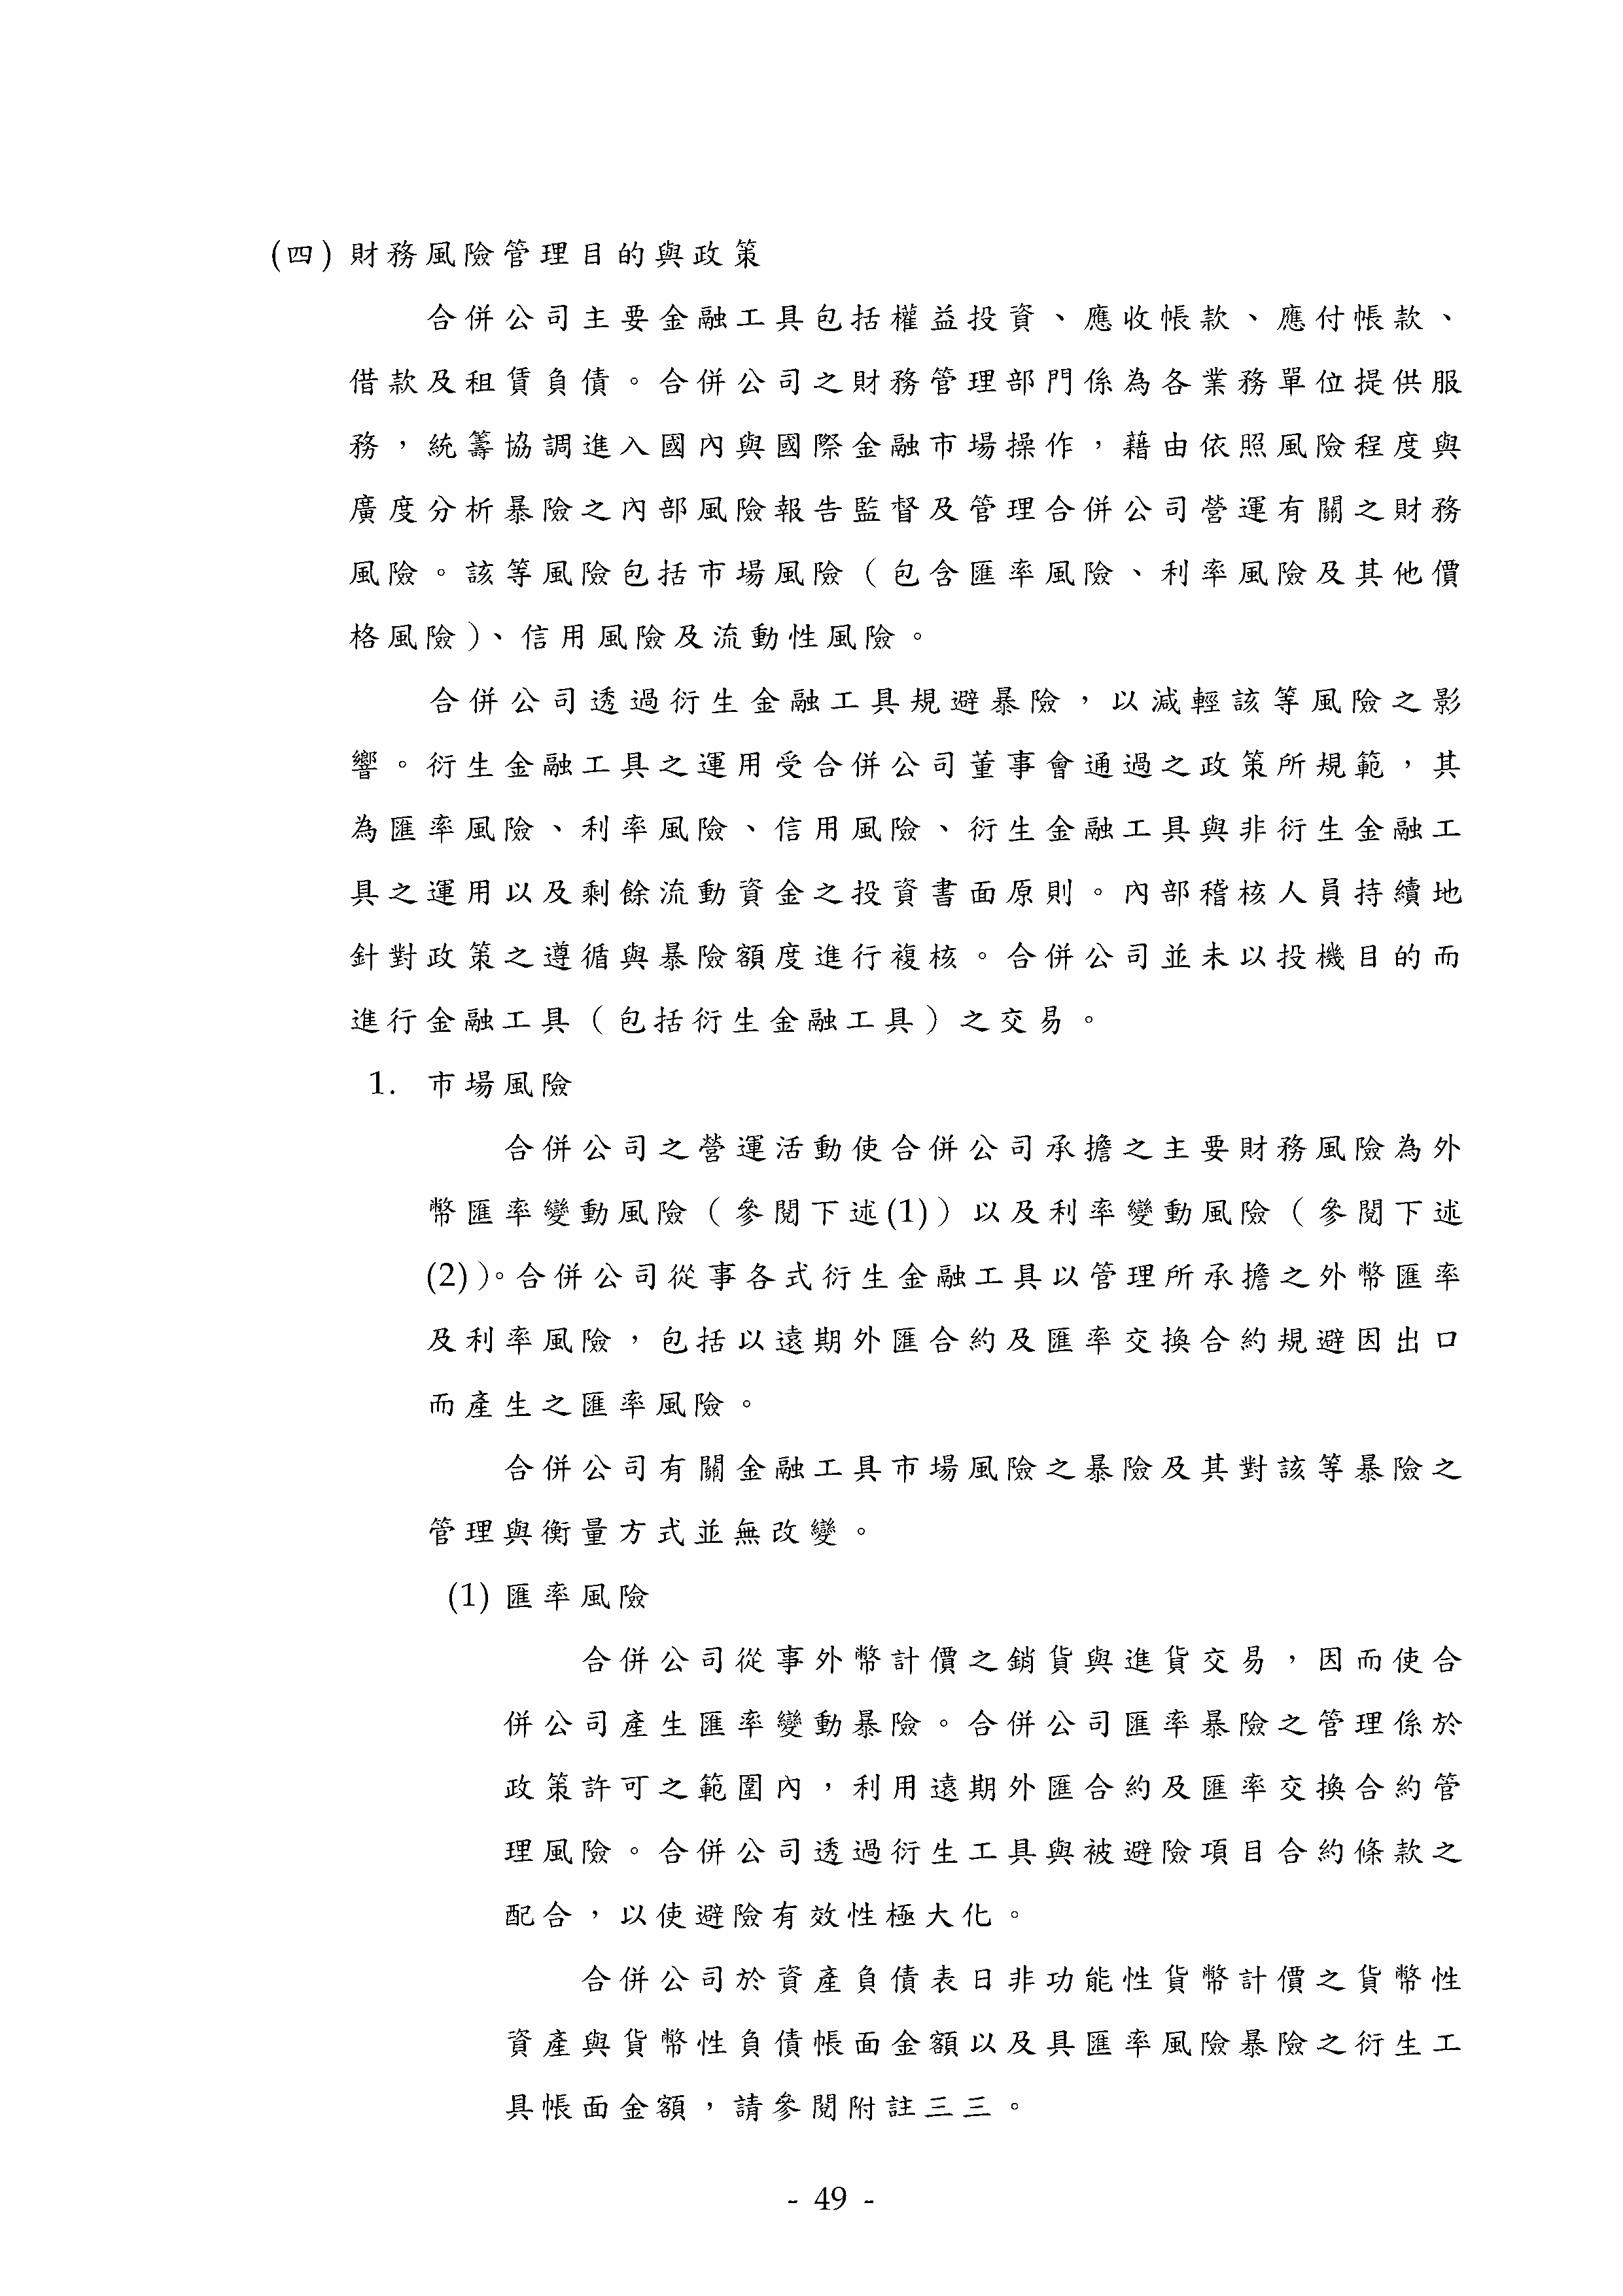 (四) 財務風險管理目的與政策
合併公司主要金融工具包括權益投資、應收帳款、應付帳款、
借款及租賃負債。合併公司之財務管理部門係為各業務單位提供服
務，統籌協調進入國內與國際金融市場操作，藉由依照風險程度與
廣度分析暴險之內部風險報告監督及管理合併公司營運有關之財務
風險。該等風險包括市場風險（包含匯率風險、利率風險及其他價
格風險）、信用風險及流動性風險。
合併公司透過衍生金融工具規避暴險，以減輕該等風險之影
響。衍生金融工具之運用受合併公司董事會通過之政策所規範，其
為匯率風險、利率風險、信用風險、衍生金融工具與非衍生金融工
具之運用以及剩餘流動資金之投資書面原則。內部稽核人員持續地
針對政策之遵循與暴險額度進行複核。合併公司並未以投機目的而
進行金融工具（包括衍生金融工具）之交易。
1. 市場風險
合併公司之營運活動使合併公司承擔之主要財務風險為外
幣匯率變動風險（參閱下述(1)）以及利率變動風險（參閱下述
(2)）。合併公司從事各式衍生金融工具以管理所承擔之外幣匯率
及利率風險，包括以遠期外匯合約及匯率交換合約規避因出口
而產生之匯率風險。
合併公司有關金融工具市場風險之暴險及其對該等暴險之
管理與衡量方式並無改變。
(1) 匯率風險
合併公司從事外幣計價之銷貨與進貨交易，因而使合
併公司產生匯率變動暴險。合併公司匯率暴險之管理係於
政策許可之範圍內，利用遠期外匯合約及匯率交換合約管
理風險。合併公司透過衍生工具與被避險項目合約條款之
配合，以使避險有效性極大化。
合併公司於資產負債表日非功能性貨幣計價之貨幣性
資產與貨幣性負債帳面金額以及具匯率風險暴險之衍生工
具帳面金額，請參閱附註三三。
- 49 -